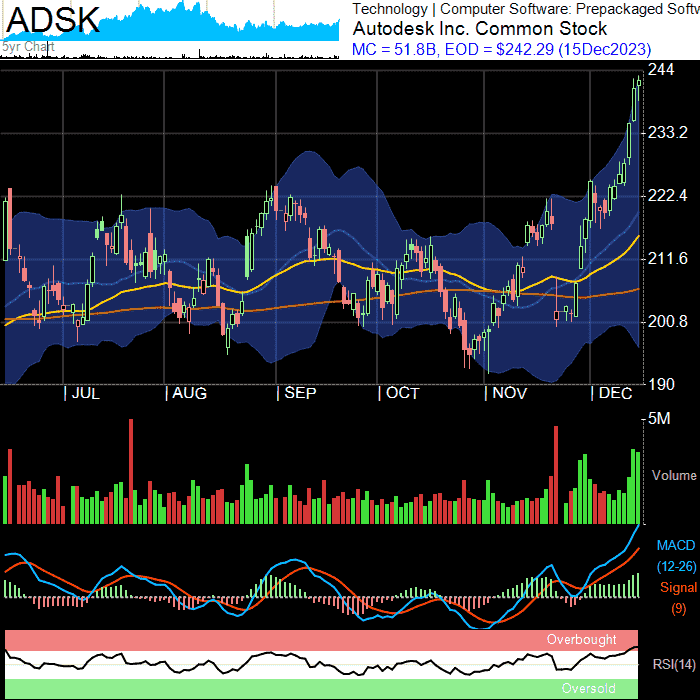 ADSK
5yr Chart
Technology | Computer Software: Prepackaged Softw
Autodesk Inc. Common Stock
MC = 51.8B, EOD = $242.29 (15Dec2023)
244
233.2
222.4
211.6
200.8
190
| JUL | AUG | SEP | OCT | NOV | DEC
5M
Volume
MACD
(12-26)
Signal
(9)
Overbought
RSI(14)
Oversold